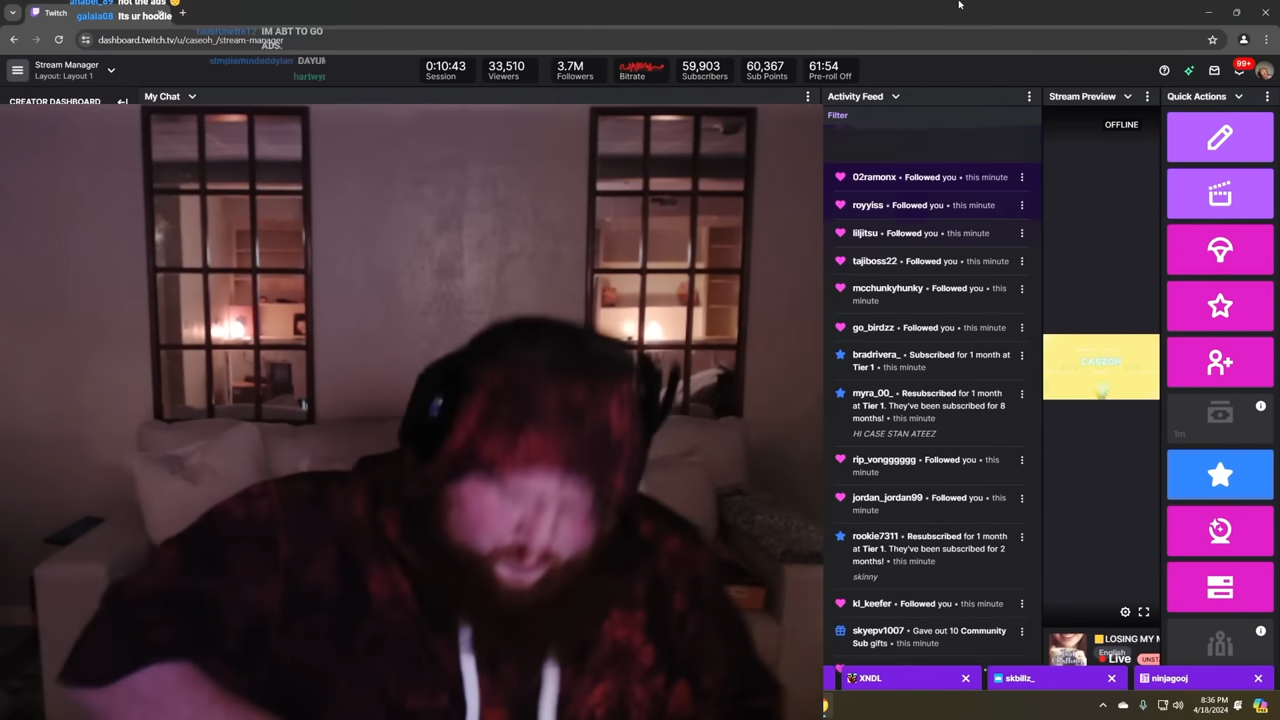 not the ads
galaia08 Its ur hoodie
Twitch
IM ABT TO GO
ADS.
simplemindeddylan DAYUM
hartwyr
dashboard.twitch.tv/u/caseoh_/stream-manager
Stream Manager
Layout: Layout 1
0:10:43
Session
33,510
Viewers
3.7M
Followers
Bitrate
59,903
Subscribers
60,367
Sub Points
61:54
Pre-roll Off
99+
CREATOR DASHBOARD
My Chat
Activity Feed
Filter
02ramonx • Followed you • this minute
royyiss • Followed you • this minute
liljitsu • Followed you • this minute
tajiboss22 • Followed you • this minute
mcchunkyhunky • Followed you • this
minute
go_birdzz • Followed you • this minute
bradrivera_ • Subscribed for 1 month at
Tier 1 • this minute
myra_00_ • Resubscribed for 1 month
at Tier 1. They've been subscribed for 8
months! • this minute
HI CASE STAN ATEEZ
rip_vongggggg • Followed you • this
minute
jordan_jordan99 • Followed you • this
minute
rookie7311 • Resubscribed for 1 month
at Tier 1. They've been subscribed for 2
months! • this minute
skinny
kl_keefer • Followed you • this minute
skyepv1007 • Gave out 10 Community
Sub gifts • this minute
Stream Preview
OFFLINE
CASEOH
LOSING MY M
English
Live
UNST
Quick Actions
1m
XNDL
skbillz_
ninjagooj
8:36 PM
4/18/2024